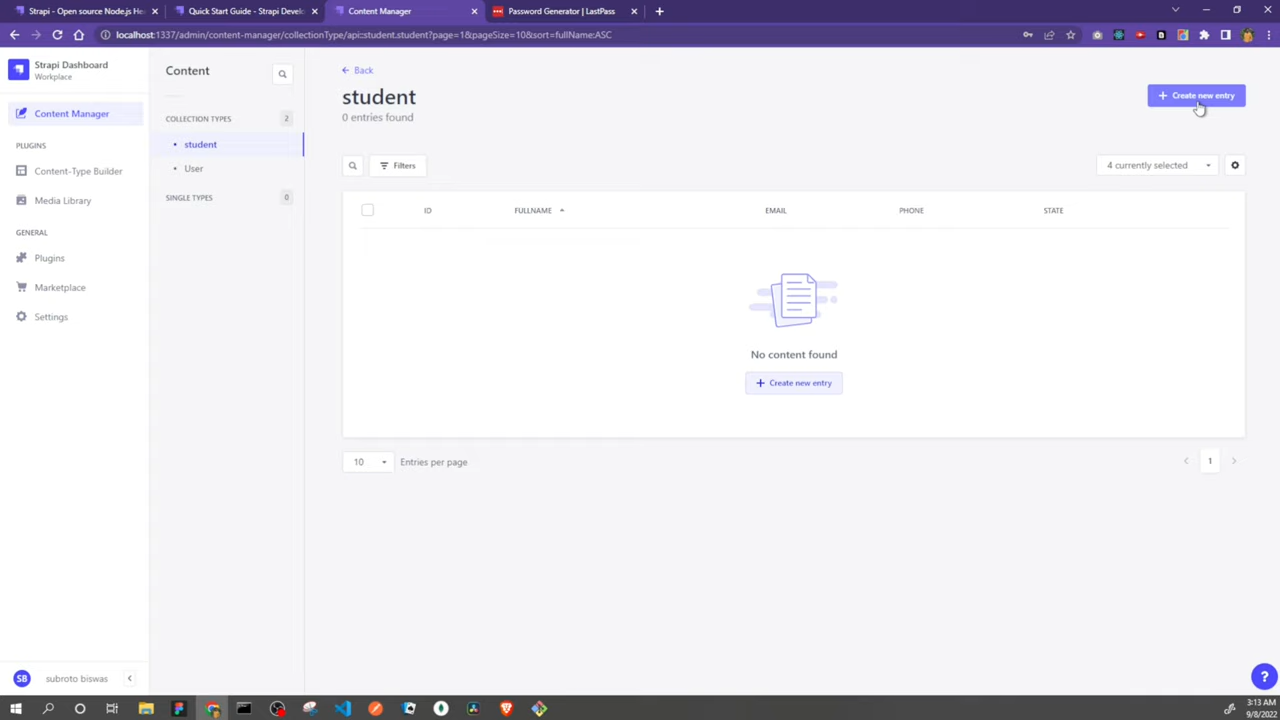 Strapi - open source Node.js He
Quick Start Guide - Strapi Devel
Content Manager
Password Generator | LastPass
localhost:1337/admin/content-manager/collectionType/api::student.student?page=1&pageSize=10&sort=fullName:ASC
Strapi Dashboard
Workplace
Content Manager
PLUGINS
Content-Type Builder
Media Library
GENERAL
Plugins
Marketplace
Settings
SB subroto biswas
Content
COLLECTION TYPES 2
student
User
SINGLE TYPES 0
Back
student
0 entries found
Create new entry
Filters
4 currently selected
ID FULLNAME EMAIL PHONE STATE
No content found
Create new entry
10 Entries per page
1
?
3:13 AM
9/8/2022